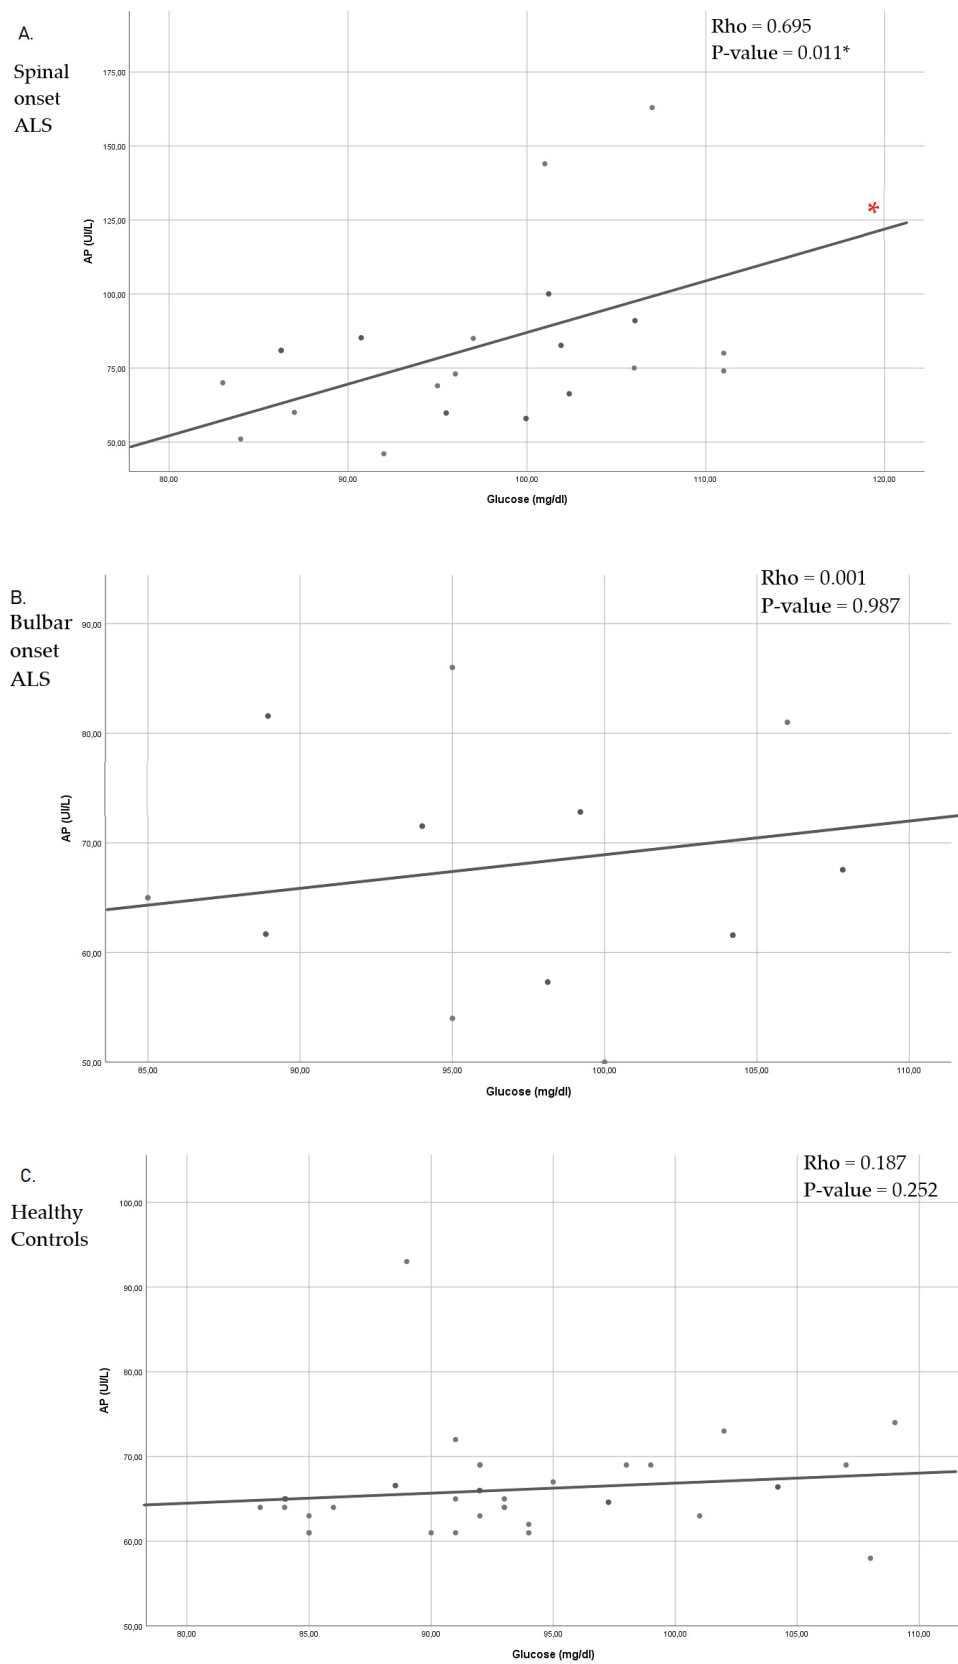 A.
Spinal
onset
ALS
Rho = 0.695
P-value = 0.011*
175,00
150,00
125,00
100,00
75,00
50,00
AP (UI/L)
*
80,00 90,00 100,00 110,00 120,00
Glucose (mg/dl)
B.
Bulbar
onset
ALS
Rho = 0.001
P-value = 0.987
90,00
80,00
70,00
60,00
50,00
AP (UI/L)
85,00 90,00 95,00 100,00 105,00 110,00
Glucose (mg/dl)
C.
Healthy
Controls
Rho = 0.187
P-value = 0.252
100,00
90,00
80,00
70,00
60,00
50,00
AP (UI/L)
80,00 85,00 90,00 95,00 100,00 105,00 110,00
Glucose (mg/dl)